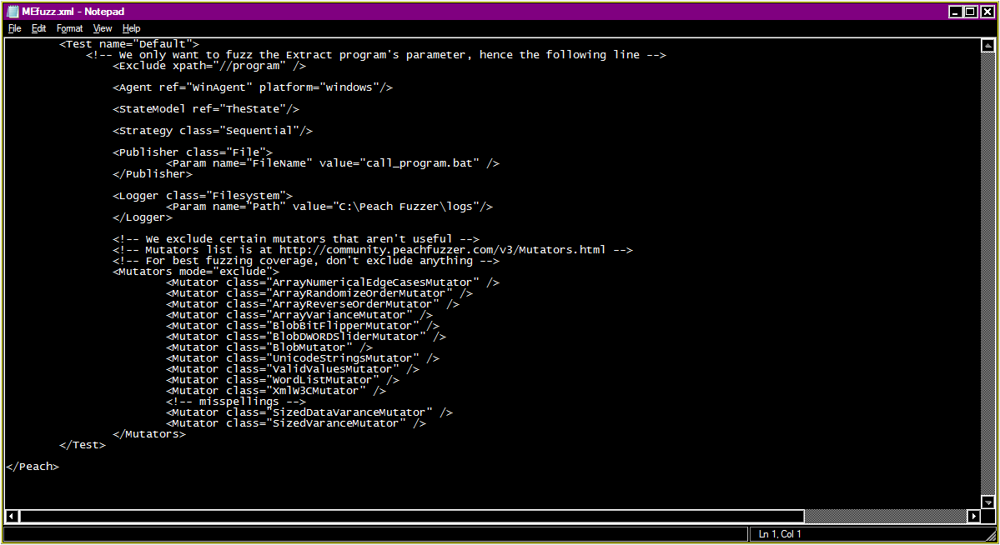 MEfuzz.xml - Notepad
File Edit Format View Help
<Test name="Default">
<!-- We only want to fuzz the Extract program's parameter, hence the following line -->
<Exclude xpath="//program" />
<Agent ref="WinAgent" platform="windows"/>
<StateModel ref="TheState"/>
<Strategy class="Sequential"/>
<Publisher class="File">
<Param name="FileName" value="call_program.bat" />
</Publisher>
<Logger class="Filesystem">
<Param name="Path" value="C:\Peach Fuzzer\logs"/>
</Logger>
<!-- We exclude certain mutators that aren't useful -->
<!-- Mutators list is at http://community.peachfuzzer.com/v3/Mutators.html -->
<!-- For best fuzzing coverage, don't exclude anything -->
<Mutators mode="exclude">
<Mutator class="ArrayNumericalEdgeCasesMutator" />
<Mutator class="ArrayRandomizeOrderMutator" />
<Mutator class="ArrayReverseOrderMutator" />
<Mutator class="ArrayVarianceMutator" />
<Mutator class="BlobBitFlipperMutator" />
<Mutator class="BlobDWORDSliderMutator" />
<Mutator class="BlobMutator" />
<Mutator class="UnicodeStringsMutator" />
<Mutator class="ValidValuesMutator" />
<Mutator class="WordListMutator" />
<Mutator class="XmlW3CMutator" />
<!-- misspellings -->
<Mutator class="SizedDataVaranceMutator" />
<Mutator class="SizedVaranceMutator" />
</Mutators>
</Test>
</Peach>
Ln 1, Col 1